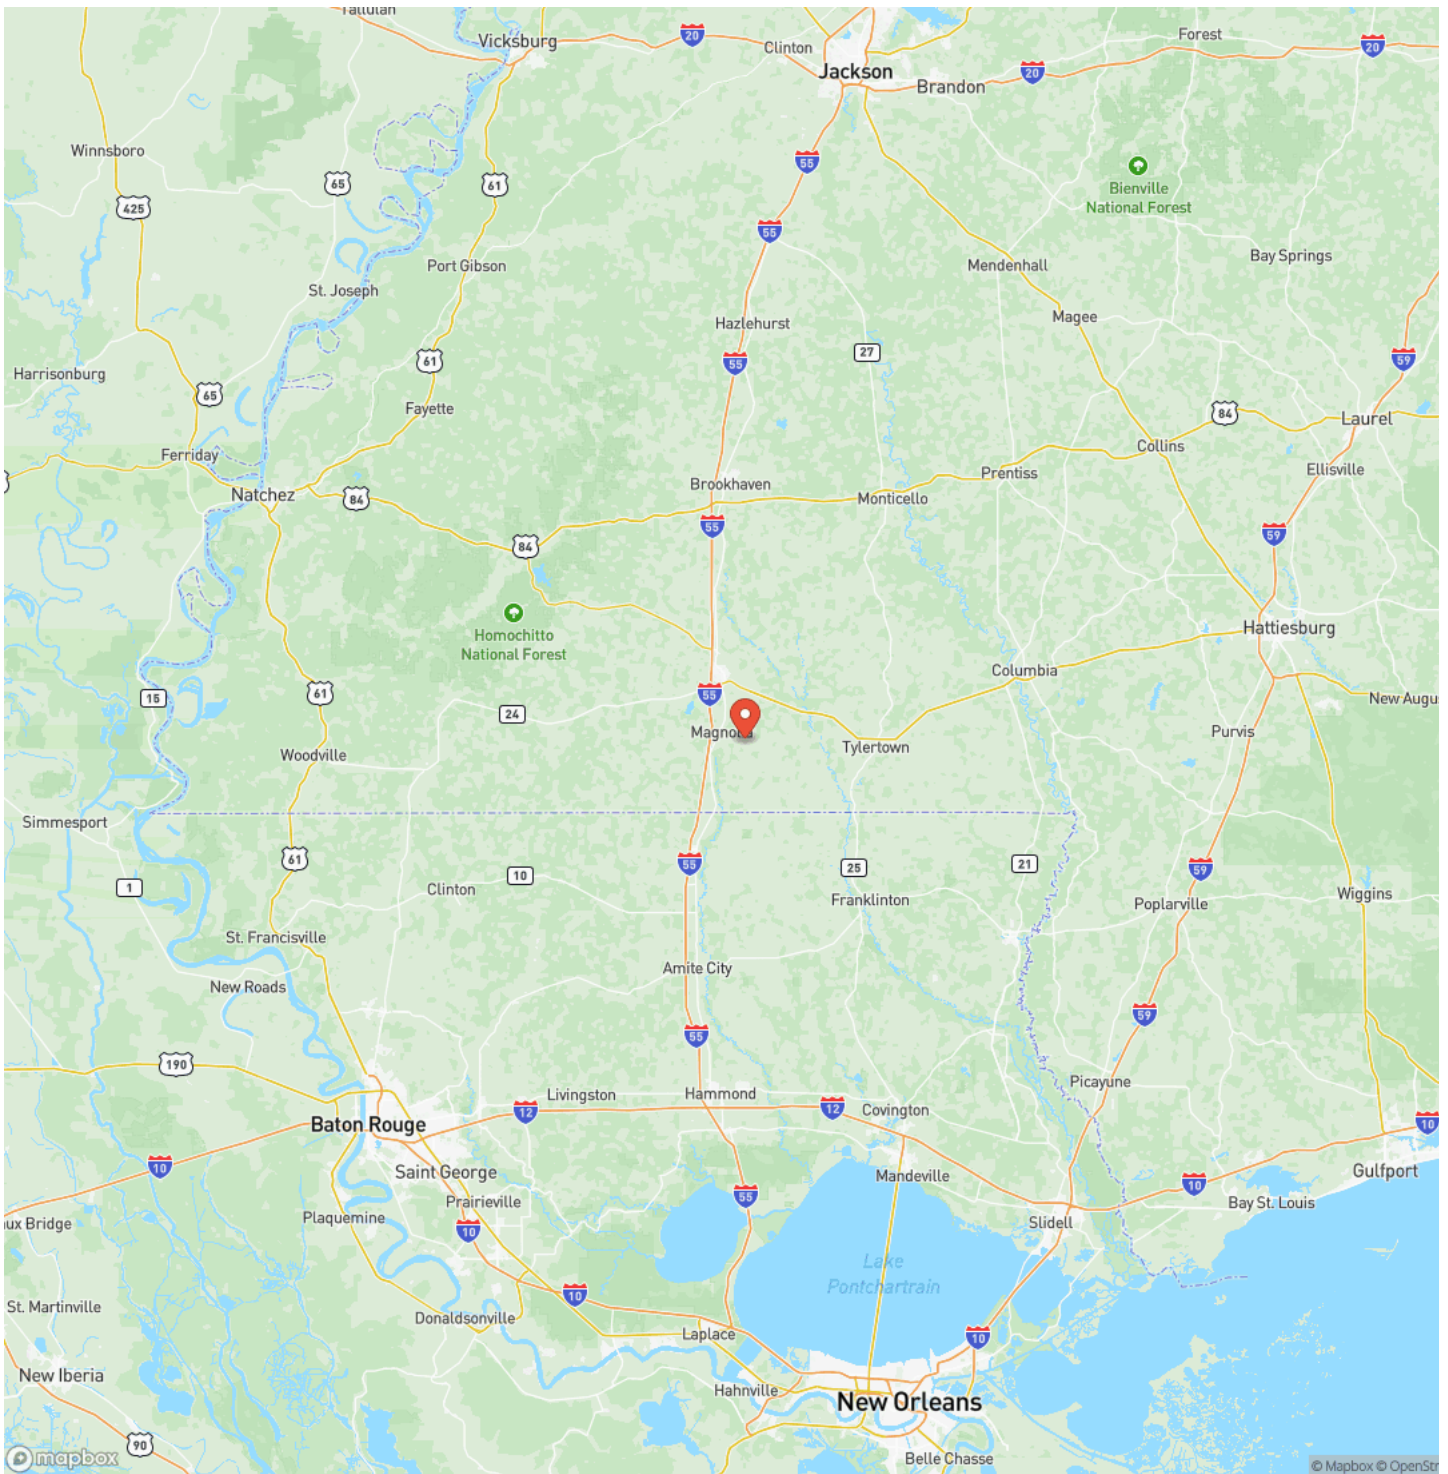 Tallulah
Vicksburg
20
Clinton
Jackson
Brandon
20
Forest
20
Winnsboro
65
425
61
55
Bienville
National Forest
55
Port Gibson
St. Joseph
Mendenhall
Bay Springs
Hazlehurst
Magee
27
61
55
59
Harrisonburg
65
Fayette
84
Laurel
Ferriday
Collins
Ellisville
Natchez
84
Brookhaven
Monticello
Prentiss
55
84
59
Homochitto
National Forest
Hattiesburg
Columbia
15
61
55
New Augu
24
Magnolia
Tylertown
Purvis
Woodville
Simmesport
61
55
25
21
59
1
10
Clinton
Franklinton
Poplarville
Wiggins
St. Francisville
Amite City
New Roads
59
55
190
Livingston
Hammond
Picayune
12
12
Covington
Baton Rouge
10
10
Saint George
Mandeville
Gulfport
Prairieville
55
10
Bay St. Louis
ux Bridge
Plaquemine
10
Slidell
Lake
Pontchartrain
St. Martinville
10
Donaldsonville
Laplace
10
New Iberia
Hahnville
New Orleans
90
Belle Chasse
mapbox
© Mapbox © OpenStr